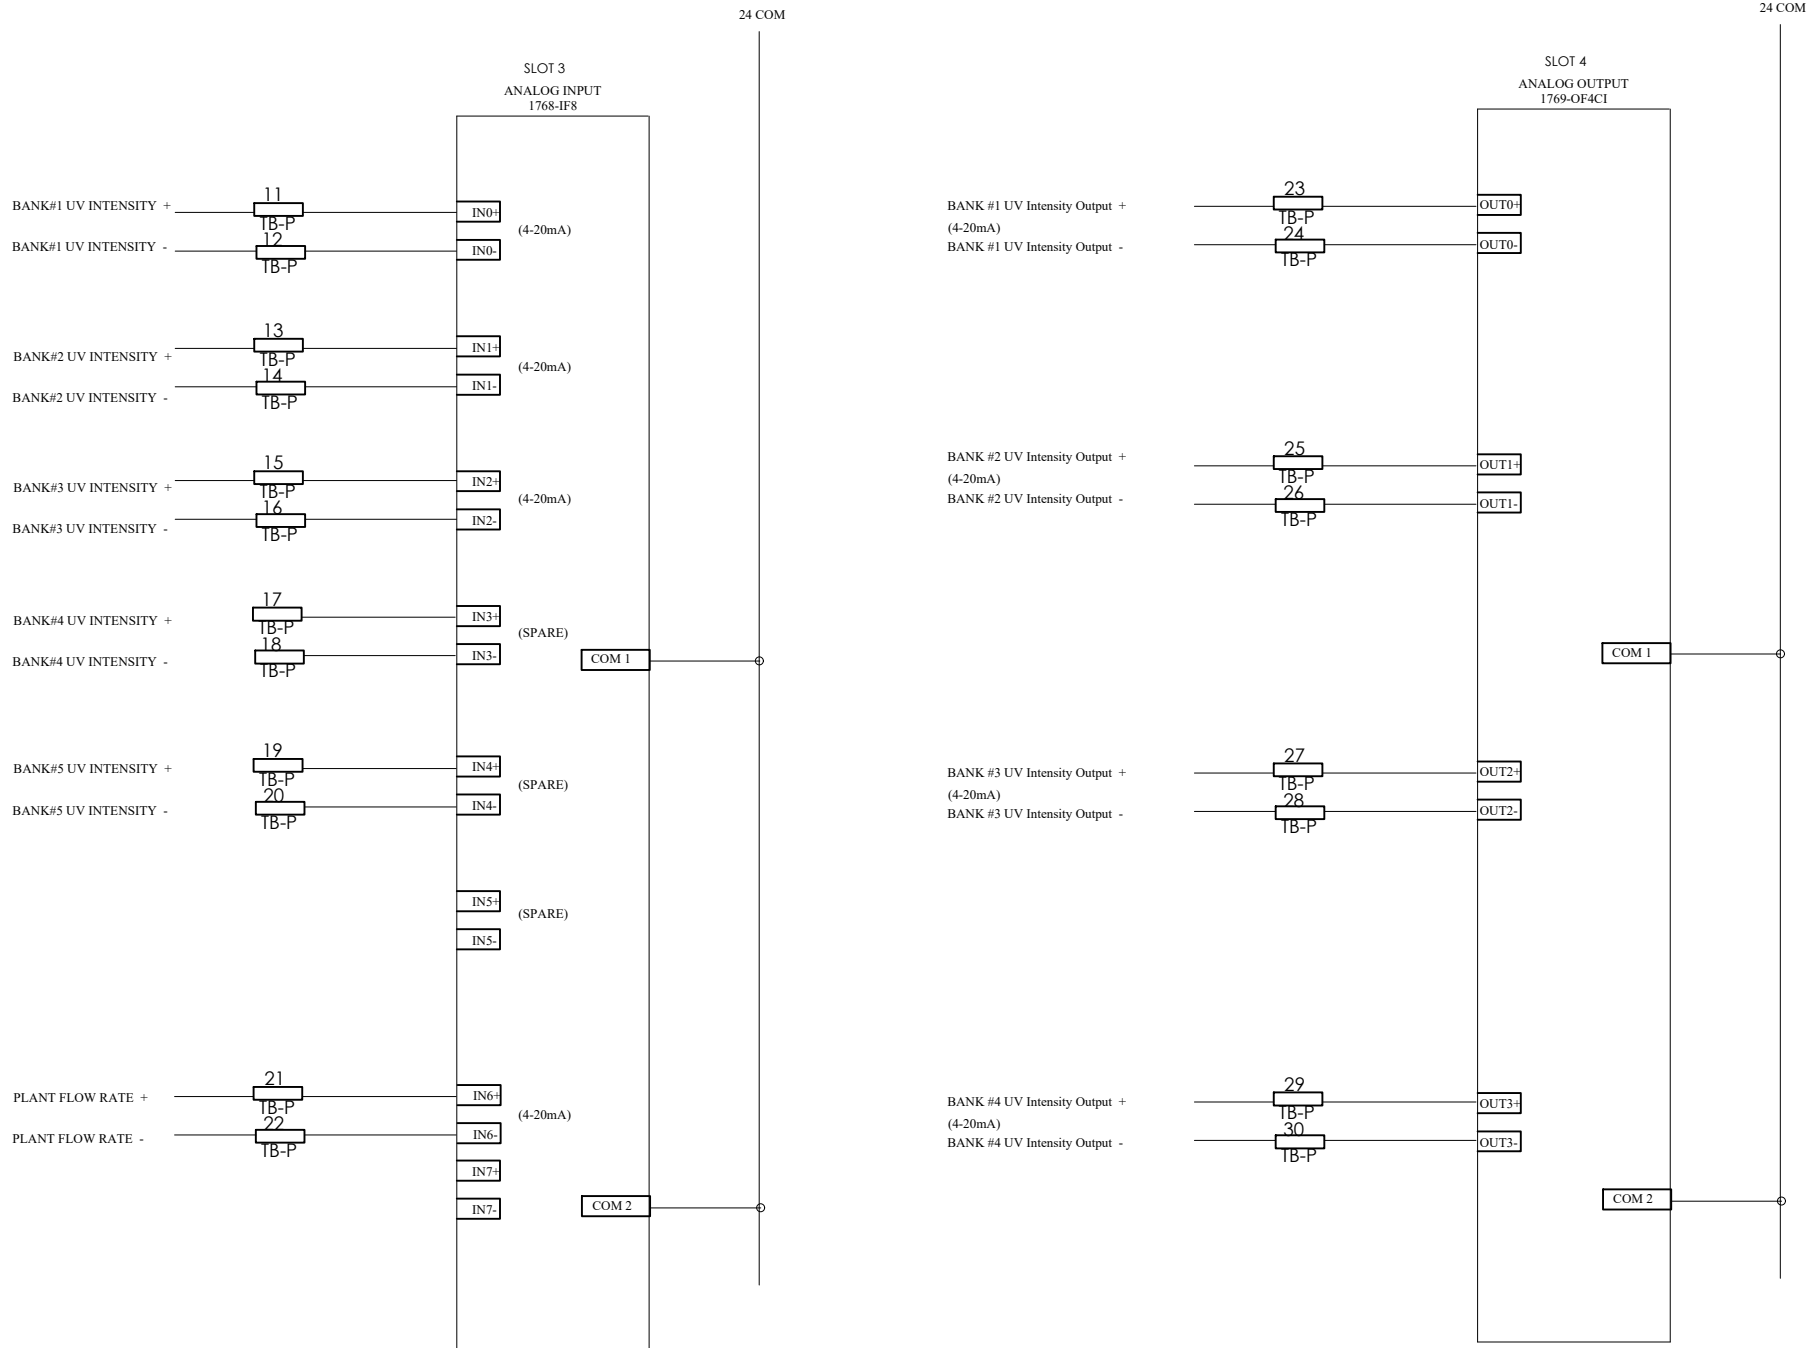 24 COM
SLOT 3
ANALOG INPUT
1768-IF8
BANK#1 UV INTENSITY +
11
TB-P
IN0+
(4-20mA)
BANK#1 UV INTENSITY -
12
TB-P
IN0-
13
BANK#2 UV INTENSITY +
TB-P
IN1+
(4-20mA)
14
BANK#2 UV INTENSITY -
TB-P
IN1-
15
BANK#3 UV INTENSITY +
TB-P
IN2+
(4-20mA)
16
BANK#3 UV INTENSITY -
TB-P
IN2-
17
BANK#4 UV INTENSITY +
TB-P
IN3+
(SPARE)
18
BANK#4 UV INTENSITY -
TB-P
IN3-
COM 1
19
BANK#5 UV INTENSITY +
TB-P
IN4+
(SPARE)
20
BANK#5 UV INTENSITY -
TB-P
IN4-
IN5+
(SPARE)
IN5-
21
PLANT FLOW RATE +
TB-P
IN6+
(4-20mA)
22
PLANT FLOW RATE -
TB-P
IN6-
IN7+
IN7-
COM 2
24 COM
SLOT 4
ANALOG OUTPUT
1769-OF4CI
BANK #1 UV Intensity Output +
23
TB-P
OUT0+
(4-20mA)
BANK #1 UV Intensity Output -
24
TB-P
OUT0-
BANK #2 UV Intensity Output +
25
TB-P
OUT1+
(4-20mA)
BANK #2 UV Intensity Output -
26
TB-P
OUT1-
COM 1
BANK #3 UV Intensity Output +
27
TB-P
OUT2+
(4-20mA)
BANK #3 UV Intensity Output -
28
TB-P
OUT2-
BANK #4 UV Intensity Output +
29
TB-P
OUT3+
(4-20mA)
BANK #4 UV Intensity Output -
30
TB-P
OUT3-
COM 2